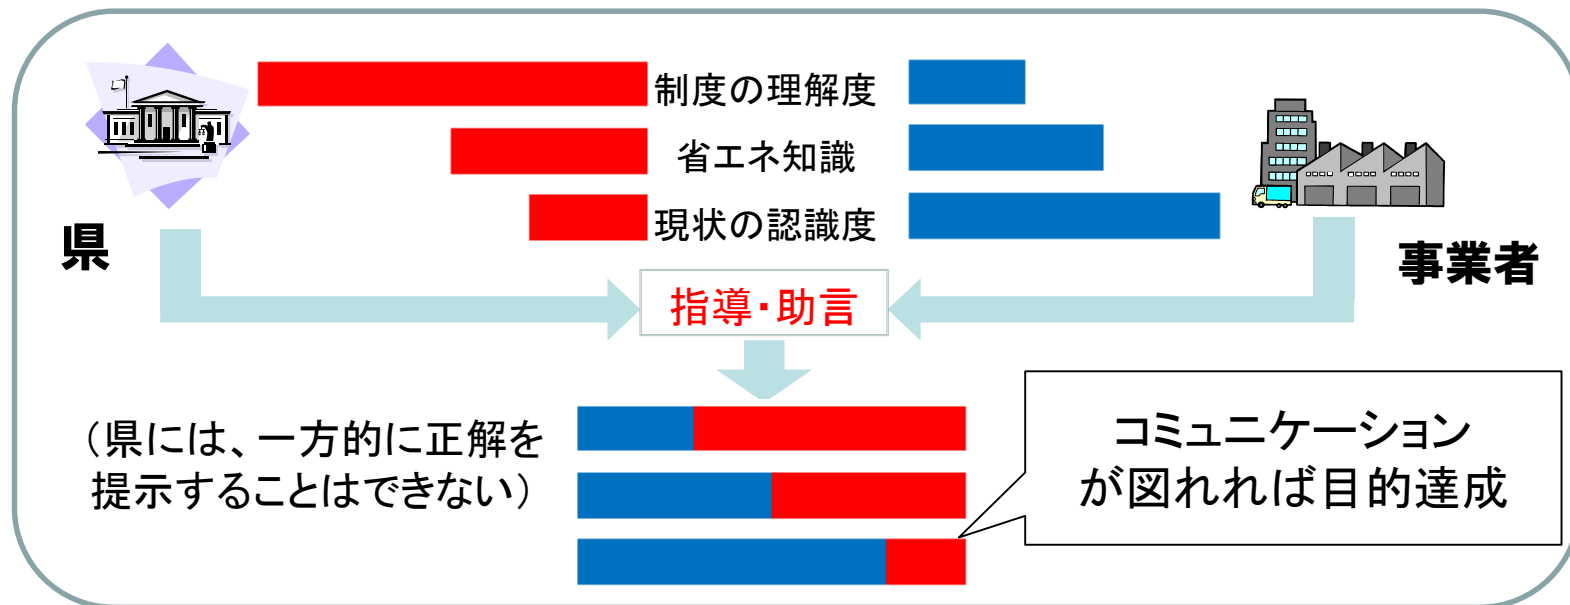 制度の理解度
省エネ知識
現状の認識度
県
事業者
指導・助言
（県には、一方的に正解を
提示することはできない）
コミュニケーション
が図れれば目的達成